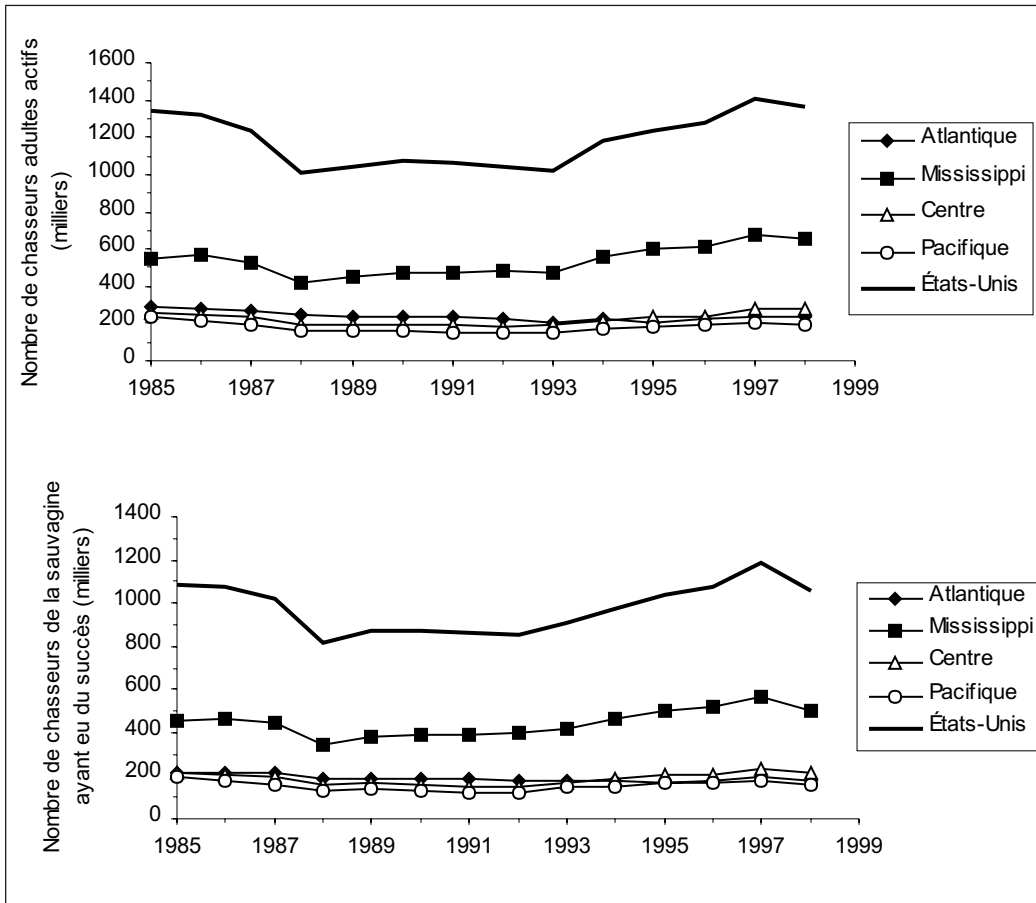 Nombre de chasseurs adultes actifs
(milliers)
1600
1400
1200
1000
800
600
400
200
0
1985 1987 1989 1991 1993 1995 1997 1999
Atlantique
Mississippi
Centre
Pacifique
États-Unis
Nombre de chasseurs de la sauvagine
ayant eu du succès (milliers)
1400
1200
1000
800
600
400
200
0
1985 1987 1989 1991 1993 1995 1997 1999
Atlantique
Mississippi
Centre
Pacifique
États-Unis